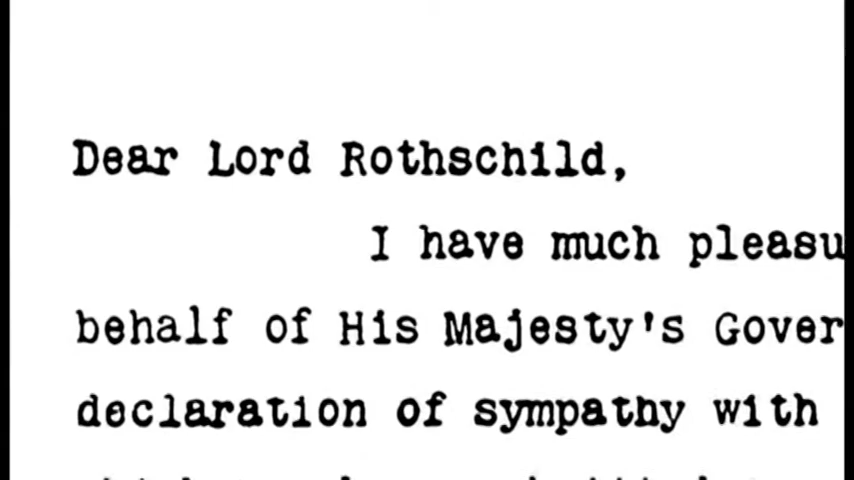 Dear Lord Rothschild,
I have much pleasu
behalf of His Majesty's Gover
declaration of sympathy with